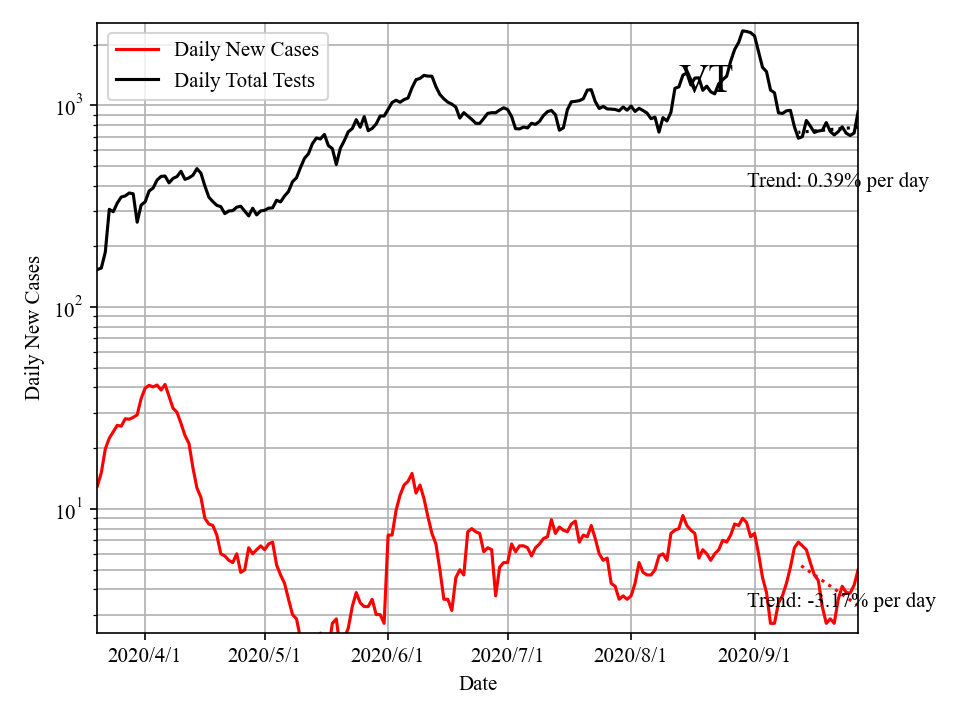 Daily New Cases
Daily Total Tests
VT
10³
Trend: 0.39% per day
10²
Daily New Cases
10¹
Trend: -3.17% per day
2020/4/1 2020/5/1 2020/6/1 2020/7/1 2020/8/1 2020/9/1
Date